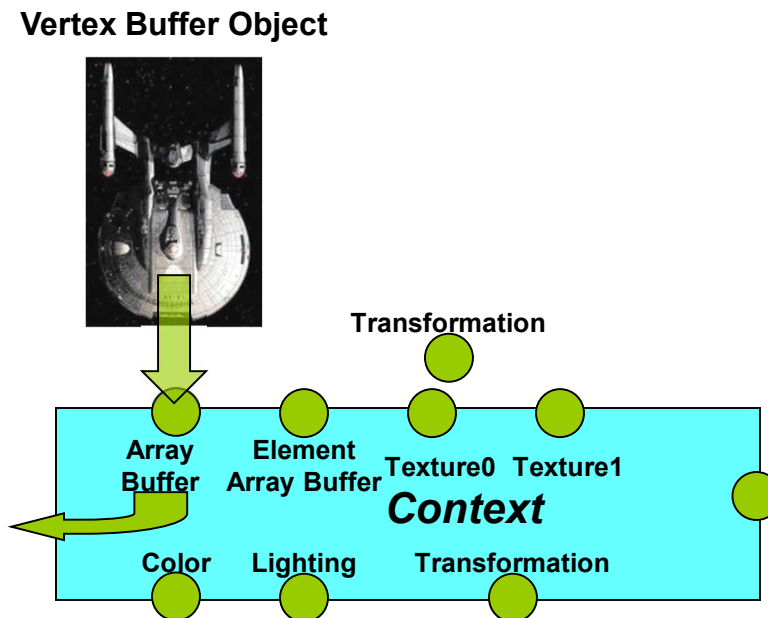 Vertex Buffer Object
Transformation
Array
Buffer
Element
Array Buffer
Texture0
Texture1
Context
Color
Lighting
Transformation